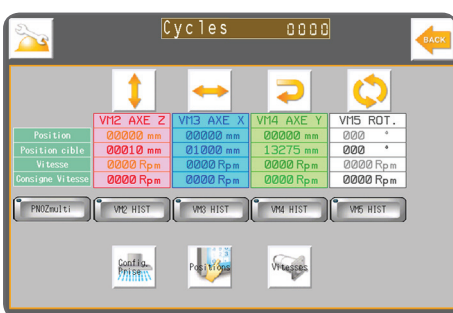 Cycles 0000
BACK
VM2 AXE Z VM3 AXE X VM4 AXE Y VM5 ROT.
Position 00000 mm 00000 mm 00000 mm 000 °
Position cible 00010 mm 01000 mm 13275 mm 000 °
Vitesse 0000 Rpm 0000 Rpm 0000 Rpm 0000 Rpm
Consigne Vitesse 0000 Rpm 0000 Rpm 0000 Rpm 0000 Rpm
PNOZmulti VM2 HIST VM3 HIST VM4 HIST VM5 HIST
Config. Positions Vitesses
Prise